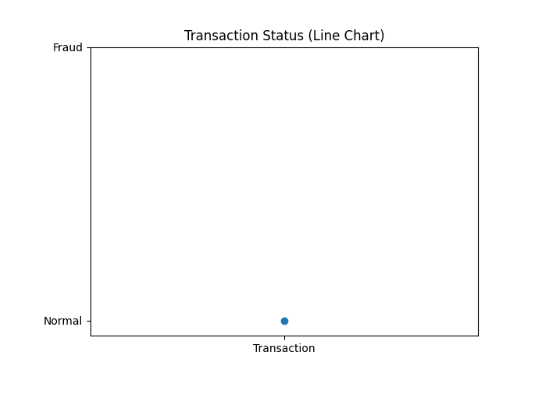 Transaction Status (Line Chart)
Fraud
Normal
Transaction